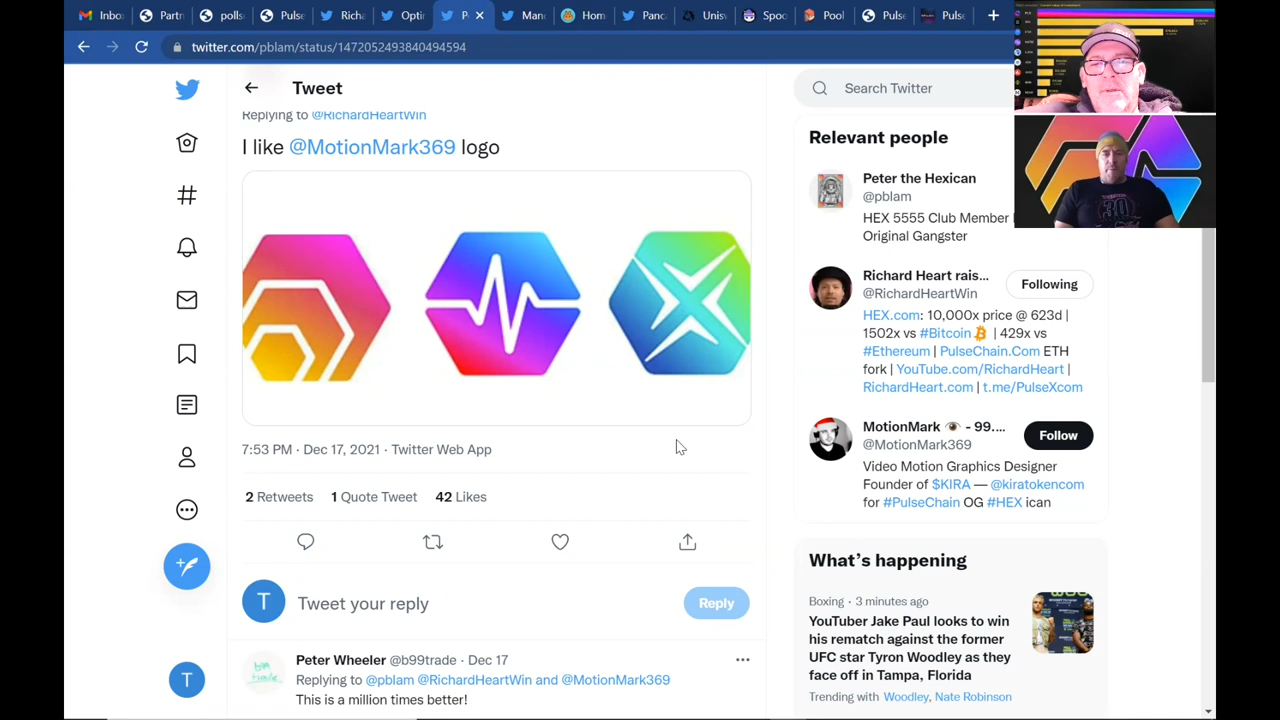 Inbo
Partn
polls
Pulse
Richa
Optir
P
Man
Hom
Panca
Unisv
Spoo
Pool
Pulse
Pulse
twitter.com/pblam/status/1472052493840494594
Tweet
Search Twitter
Replying to @RichardHeartWin
I like @MotionMark369 logo
7:53 PM · Dec 17, 2021 · Twitter Web App
2 Retweets 1 Quote Tweet 42 Likes
T
Tweet your reply
Reply
Peter Wheeler @b99trade · Dec 17
Replying to @pblam @RichardHeartWin and @MotionMark369
This is a million times better!
T
Relevant people
Peter the Hexican
@pblam
HEX 5555 Club Member
Original Gangster
Richard Heart rais...
Following
@RichardHeartWin
HEX.com: 10,000x price @ 623d |
1502x vs #Bitcoin | 429x vs
#Ethereum | PulseChain.Com ETH
fork | YouTube.com/RichardHeart |
RichardHeart.com | t.me/PulseXcom
MotionMark - 99....
Follow
@MotionMark369
Video Motion Graphics Designer
Founder of $KIRA — @kiratokencom
for #PulseChain OG #HEX ican
What's happening
Boxing · 3 minutes ago
YouTuber Jake Paul looks to win
his rematch against the former
UFC star Tyron Woodley as they
face off in Tampa, Florida
Trending with Woodley, Nate Robinson